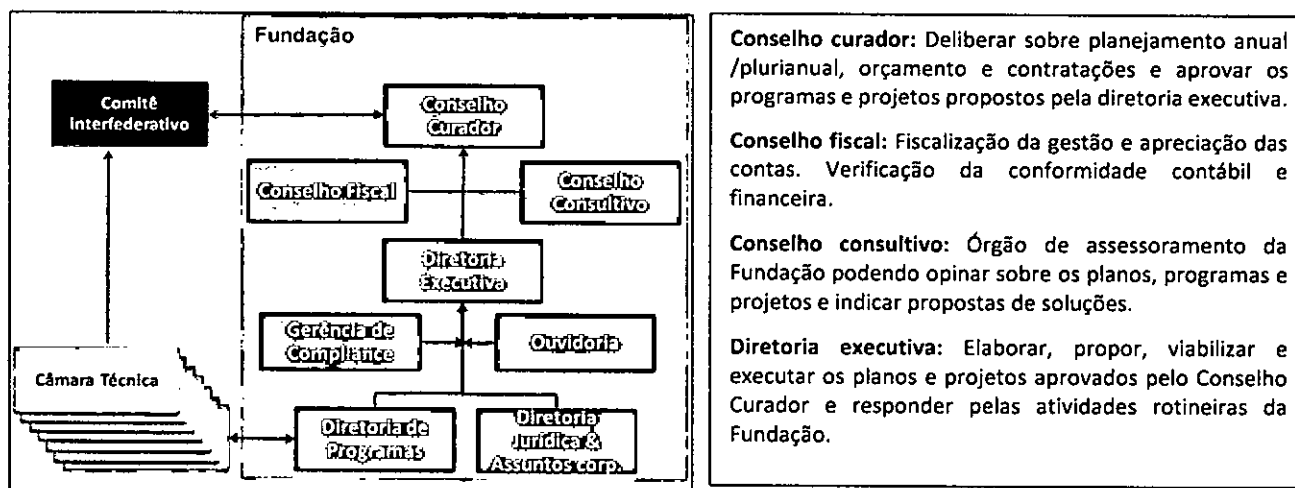 Fundação
Comitê
Interfederativo
Conselho
Curador
Conselho Fiscal
Conselho
Consultivo
Diretoria
Executiva
Gerência de
Compliance
Ouvidoria
Câmara Técnica
Diretoria de
Programas
Diretoria
Jurídica &
Assuntos corp.
Conselho curador: Deliberar sobre planejamento anual
/plurianual, orçamento e contratações e aprovar os
programas e projetos propostos pela diretoria executiva.
Conselho fiscal: Fiscalização da gestão e apreciação das
contas. Verificação da conformidade contábil e
financeira.
Conselho consultivo: Órgão de assessoramento da
Fundação podendo opinar sobre os planos, programas e
projetos e indicar propostas de soluções.
Diretoria executiva: Elaborar, propor, viabilizar e
executar os planos e projetos aprovados pelo Conselho
Curador e responder pelas atividades rotineiras da
Fundação.